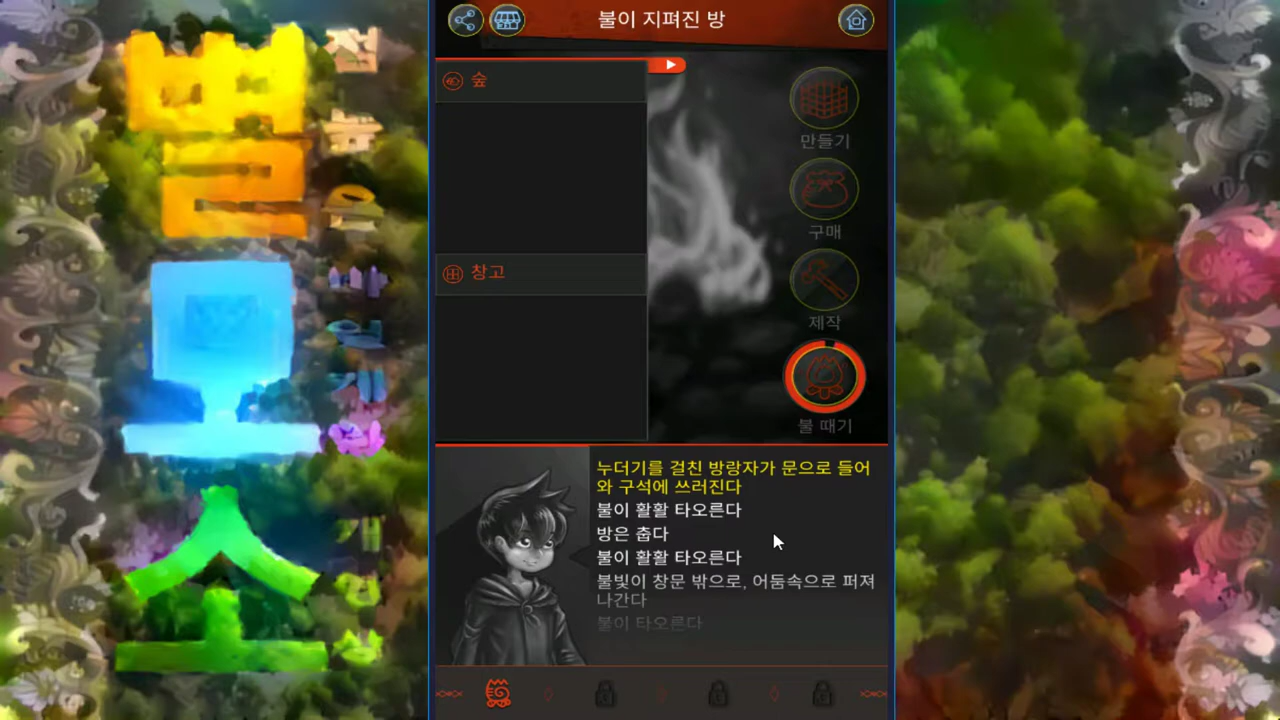 불이 지펴진 방
숲
만들기
구매
창고
제작
불 때기
누더기를 걸친 방랑자가 문으로 들어
와 구석에 쓰러진다
불이 활활 타오른다
방은 춥다
불이 활활 타오른다
불빛이 창문 밖으로, 어둠속으로 퍼져
나간다
불이 타오른다